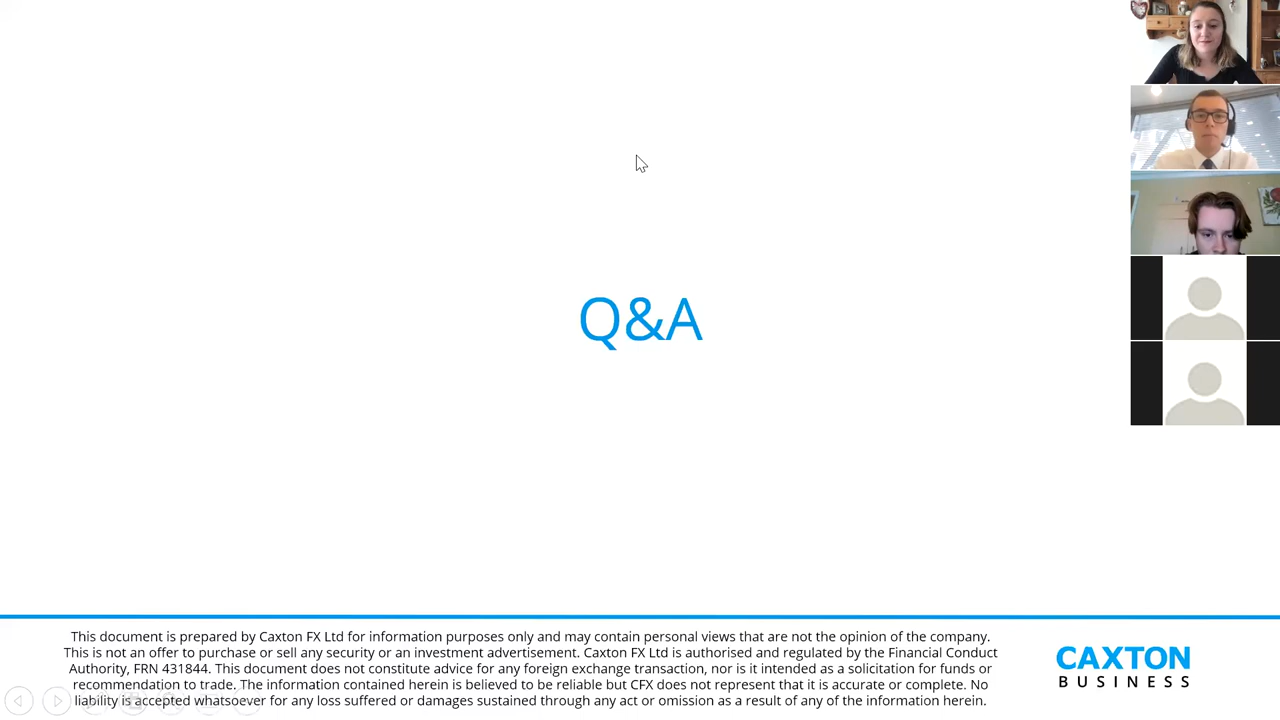 Q&A
This document is prepared by Caxton FX Ltd for information purposes only and may contain personal views that are not the opinion of the company.
This is not an offer to purchase or sell any security or an investment advertisement. Caxton FX Ltd is authorised and regulated by the Financial Conduct
Authority, FRN 431844. This document does not constitute advice for any foreign exchange transaction, nor is it intended as a solicitation for funds or
recommendation to trade. The information contained herein is believed to be reliable but CFX does not represent that it is accurate or complete. No
liability is accepted whatsoever for any loss suffered or damages sustained through any act or omission as a result of any of the information herein.
CAXTON
BUSINESS